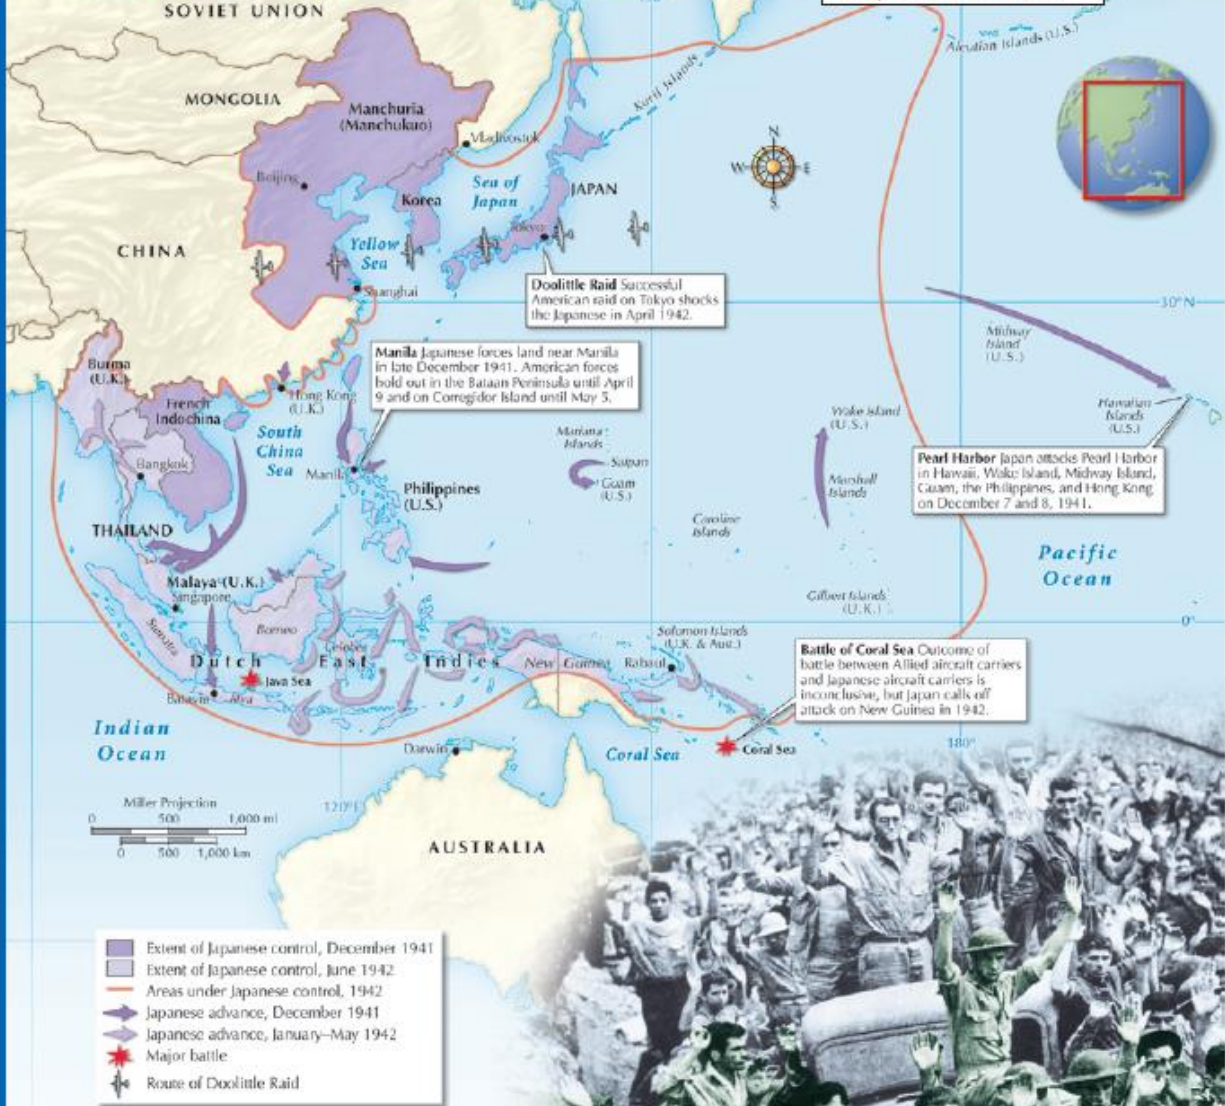 SOVIET UNION
Aleutian Islands (U.S.)
MONGOLIA
Manchuria
(Manchukuo)
Kuril Islands
Vladivostok
N
W
E
S
Beijing
Sea of
Japan
JAPAN
Korea
Tokyo
CHINA
Yellow
Sea
Shanghai
Doolittle Raid Successful
American raid on Tokyo shocks
the Japanese in April 1942.
30°N
Midway
Island
(U.S.)
Manila Japanese forces land near Manila
in late December 1941. American forces
hold out in the Bataan Peninsula until April
9 and on Corregidor Island until May 5.
Burma
(U.K.)
Hong Kong
(U.K.)
French
Indochina
South
China
Sea
Hawaiian
Islands
(U.S.)
Wake Island
(U.S.)
Mariana
Islands
Saipan
Guam
(U.S.)
Bangkok
Manila
Marshall
Islands
Pearl Harbor Japan attacks Pearl Harbor
in Hawaii, Wake Island, Midway Island,
Guam, the Philippines, and Hong Kong
on December 7 and 8, 1941.
Philippines
(U.S.)
THAILAND
Caroline
Islands
Pacific
Ocean
Malaya (U.K.)
Singapore
Gilbert Islands
(U.K.)
0°
Sumatra
Borneo
Celebes
Solomon Islands
(U.K. & Aust.)
Dutch East Indies
New Guinea
Rabaul
Battle of Coral Sea Outcome of
battle between Allied aircraft carriers
and Japanese aircraft carriers is
inconclusive, but Japan calls off
attack on New Guinea in 1942.
Java Sea
Batavia
Java
Indian
Ocean
Darwin
Coral Sea
Coral Sea
180°
Miller Projection
0 500 1,000 mi
0 500 1,000 km
120°E
AUSTRALIA
Extent of Japanese control, December 1941
Extent of Japanese control, June 1942
Areas under Japanese control, 1942
Japanese advance, December 1941
Japanese advance, January–May 1942
Major battle
Route of Doolittle Raid